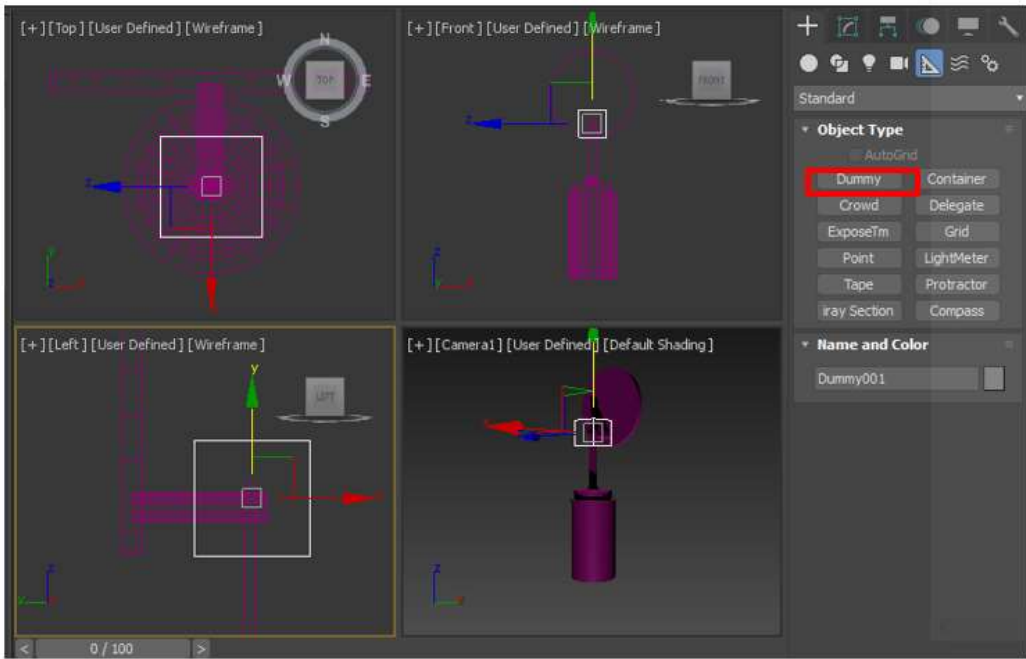 [+] [Top] [User Defined] [Wireframe]
N
W
TOP
E
S
z
y
z
[+] [Front] [User Defined] [Wireframe]
FRONT
z
z
[+] [Left] [User Defined] [Wireframe]
y
LEFT
z
y
[+] [Camera1] [User Defined] [Default Shading]
z
< 0 / 100 >
Standard
Object Type
AutoGrid
Dummy Container
Crowd Delegate
ExposeTm Grid
Point LightMeter
Tape Protractor
iray Section Compass
Name and Color
Dummy001